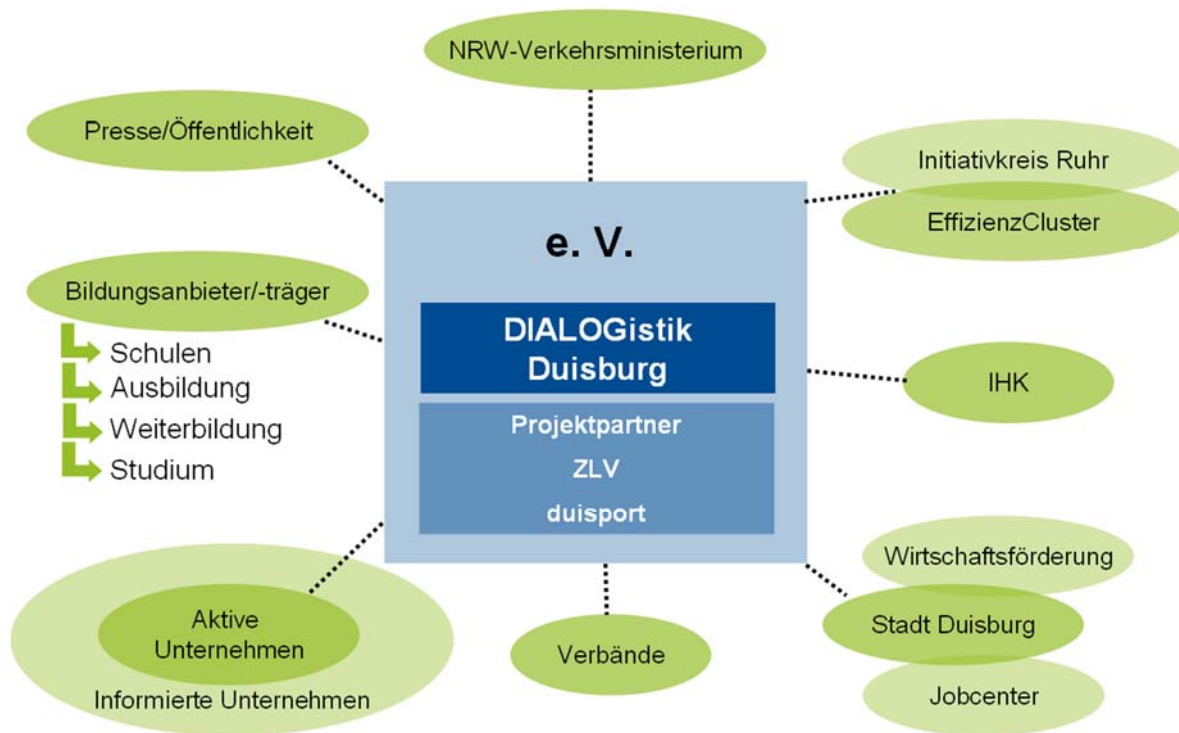 NRW-Verkehrsministerium
Presse/Öffentlichkeit
Initiativkreis Ruhr
EffizienzCluster
e. V.
Bildungsanbieter/-träger
Schulen
Ausbildung
Weiterbildung
Studium
DIALOGistik
Duisburg
Projektpartner
ZLV
duisport
IHK
Aktive
Unternehmen
Informierte Unternehmen
Verbände
Wirtschaftsförderung
Stadt Duisburg
Jobcenter